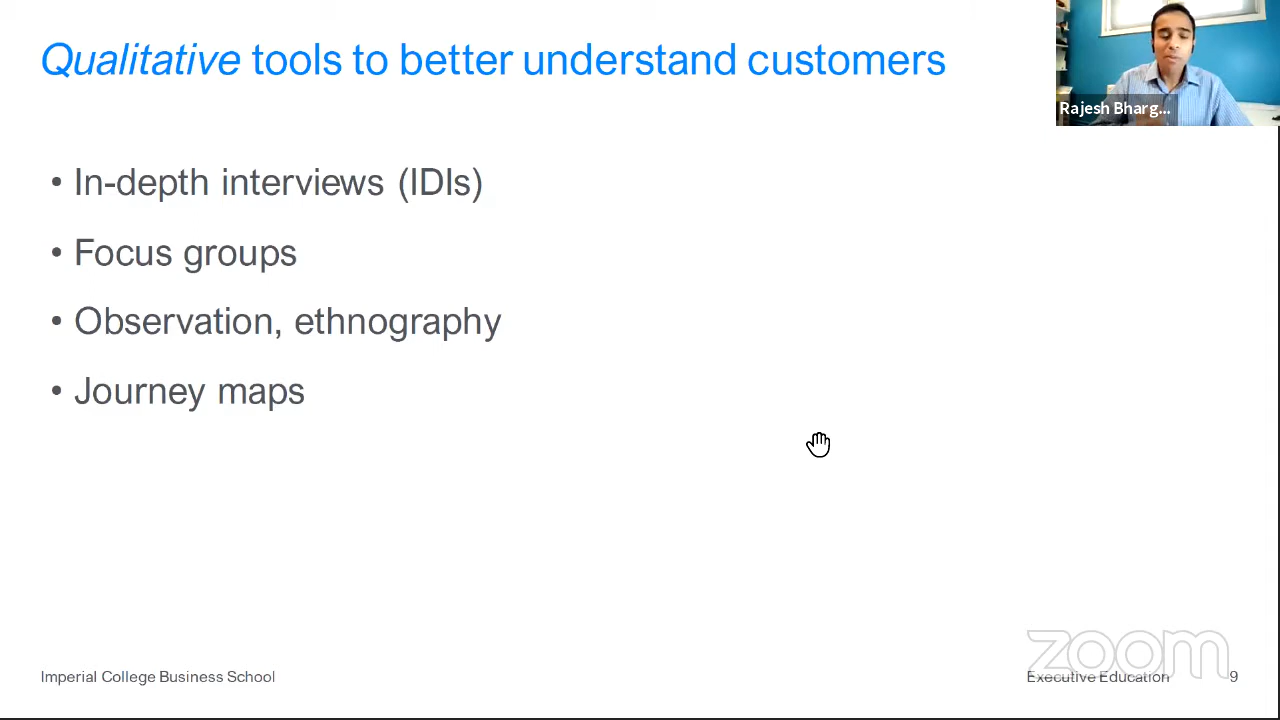 Qualitative tools to better understand customers
Rajesh Bharg...
• In-depth interviews (IDIs)
• Focus groups
• Observation, ethnography
• Journey maps
zoom
Imperial College Business School
Executive Education
9